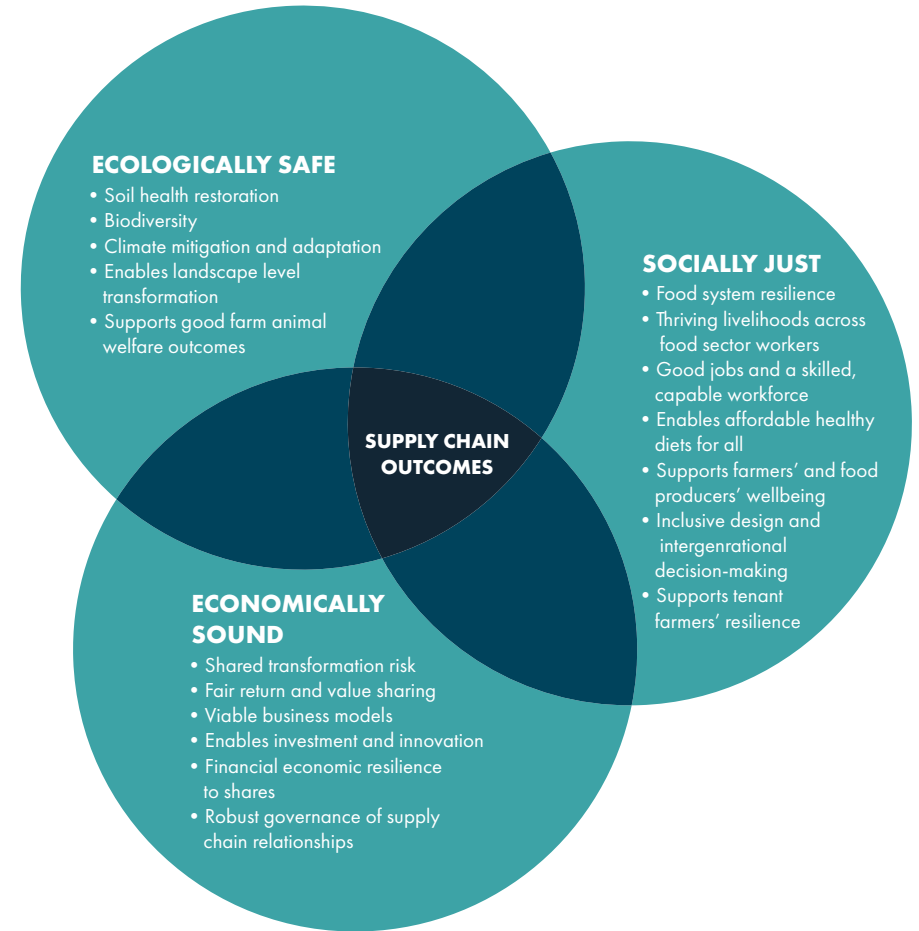 ECOLOGICALLY SAFE
• Soil health restoration
• Biodiversity
• Climate mitigation and adaptation
• Enables landscape level
transformation
• Supports good farm animal
welfare outcomes
SOCIALLY JUST
• Food system resilience
• Thriving livelihoods across
food sector workers
• Good jobs and a skilled,
capable workforce
• Enables affordable healthy
diets for all
• Supports farmers’ and food
producers’ wellbeing
• Inclusive design and
intergenrational
decision-making
• Supports tenant
farmers’ resilience
SUPPLY CHAIN
OUTCOMES
ECONOMICALLY
SOUND
• Shared transformation risk
• Fair return and value sharing
• Viable business models
• Enables investment and innovation
• Financial economic resilience
to shares
• Robust governance of supply
chain relationships